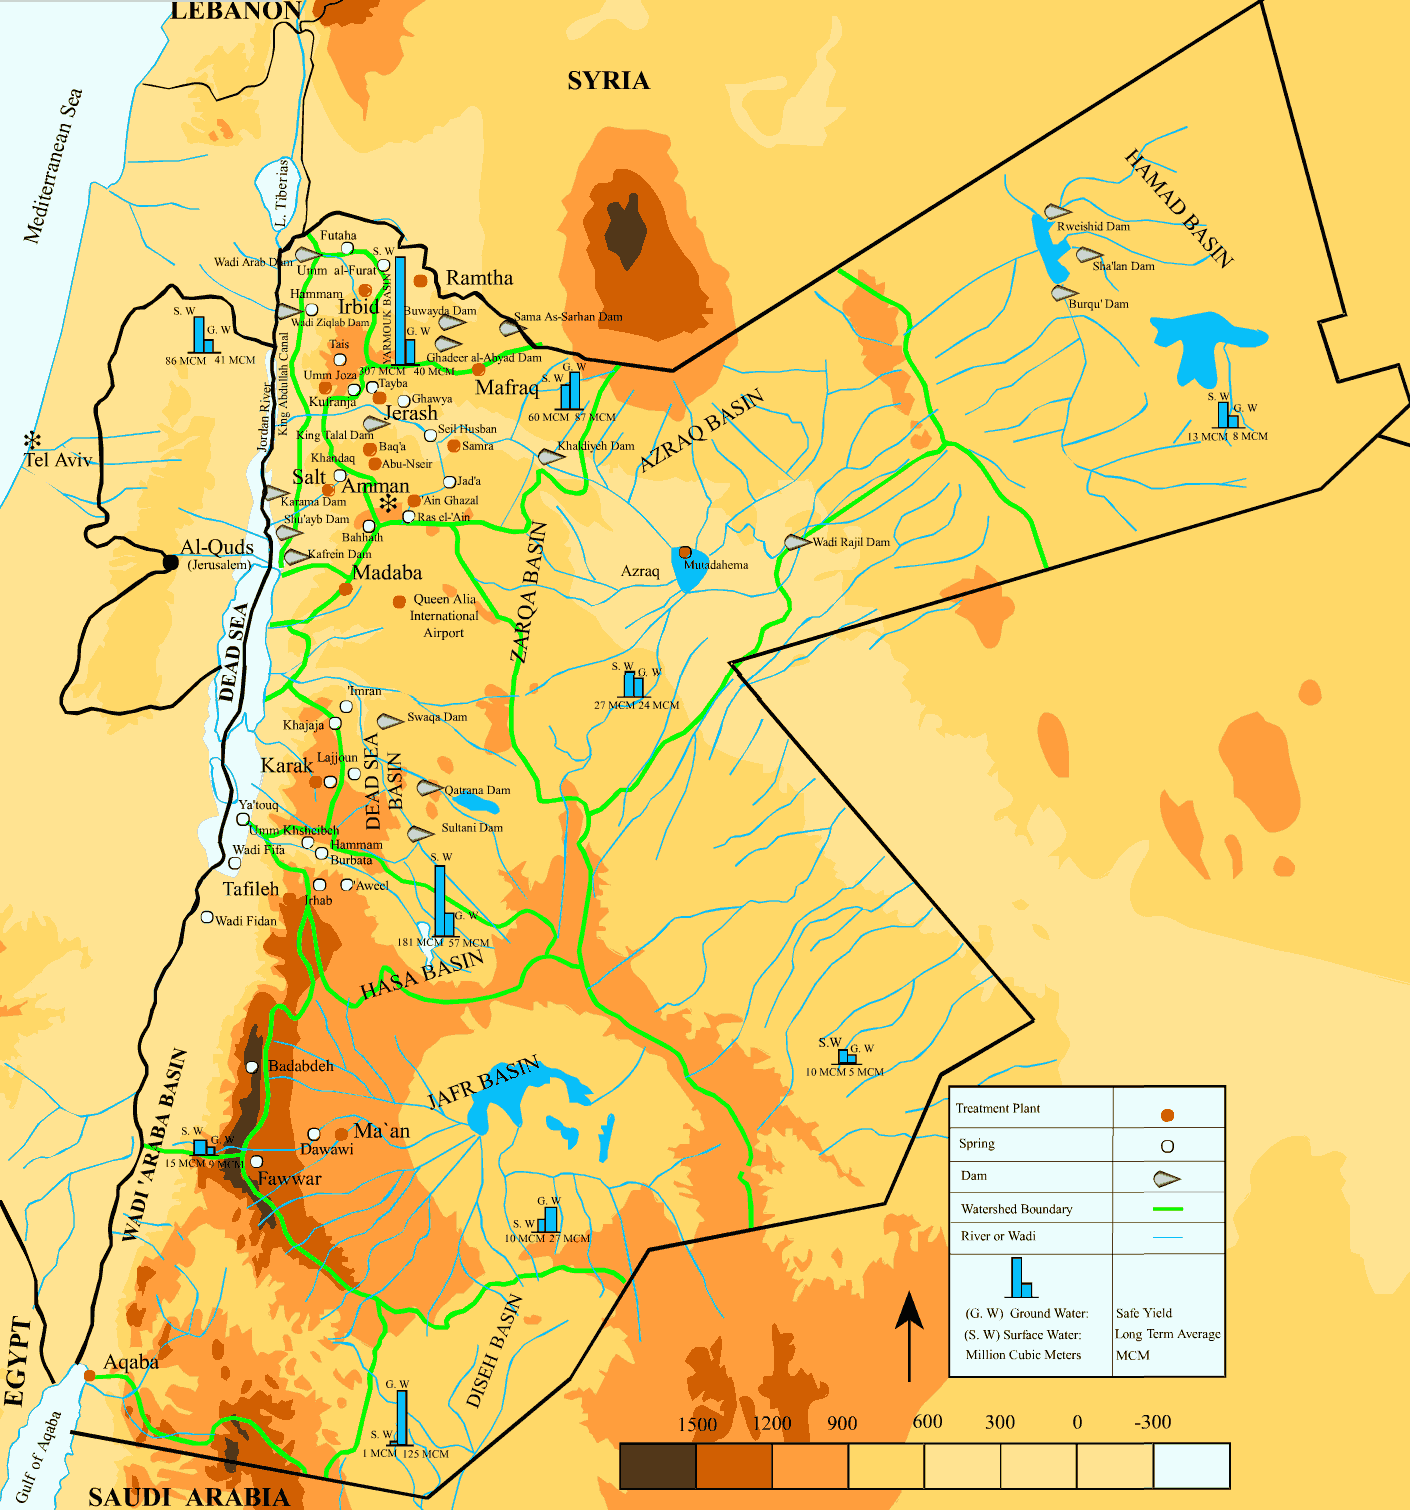 LEBANON
SYRIA
Mediterranean Sea
L. Tiberias
HAMAD BASIN
Rweishid Dam
Sha'lan Dam
Burqu' Dam
Futaha
S. W
Wadi Arab Dam
Umm al-Furat
Ramtha
Hammam
Irbid
Wadi Ziqlab Dam
YARMOUK BASIN
Buwayda Dam
Sama As-Sarhan Dam
S. W
G. W
86 MCM 41 MCM
G. W
Tais
Ghadeer al-Abyad Dam
307 MCM 40 MCM
Umm Joza
Tayba
Mafraq
G. W
S. W
60 MCM 87 MCM
Kufranja
Ghawya
Jerash
King Abdullah Canal
Jordan River
S. W
G. W
13 MCM 8 MCM
AZRAQ BASIN
King Talal Dam
Seil Husban
Baq'a
Samra
Khaldiyeh Dam
Tel Aviv
Khandaq
Abu-Nseir
Salt
Amman
Jad'a
Karama Dam
'Ain Ghazal
Shu'ayb Dam
Ras el-'Ain
Bahhath
Kafrein Dam
Wadi Rajil Dam
Al-Quds
(Jerusalem)
Azraq
Mutadahema
Madaba
ZARQA BASIN
Queen Alia
International
Airport
DEAD SEA
S. W
G. W
27 MCM 24 MCM
'Imran
Khajaja
Swaqa Dam
DEAD SEA
BASIN
Lajjoun
Karak
Qatrana Dam
Ya'touq
Umm Khsheibeh
Sultani Dam
Hammam
Burbata
Wadi Fifa
S. W
Tafileh
'Aweel
Irhab
Wadi Fidan
G. W
181 MCM 57 MCM
HASA BASIN
S.W
G. W
10 MCM 5 MCM
Badabdeh
JAFR BASIN
WADI 'ARABA BASIN
S. W
G. W
15 MCM 9 MCM
Ma`an
Dawawi
Fawwar
G. W
S. W
10 MCM 27 MCM
Treatment Plant
Spring
Dam
Watershed Boundary
River or Wadi
(G. W) Ground Water: Safe Yield
(S. W) Surface Water: Long Term Average
Million Cubic Meters MCM
DISEH BASIN
EGYPT
Aqaba
G. W
S. W
1 MCM 125 MCM
Gulf of Aqaba
1500 1200 900 600 300 0 -300
SAUDI ARABIA